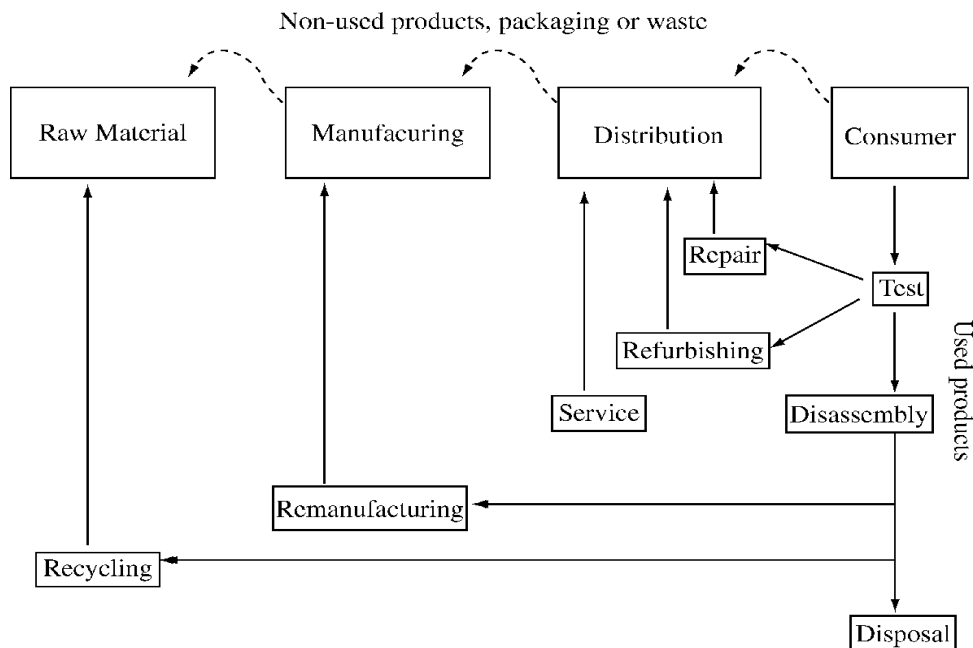 Non-used products, packaging or waste
Raw Material
Manufacuring
Distribution
Consumer
Repair
Test
Refurbishing
Used products
Service
Disassembly
Remanufacturing
Recycling
Disposal